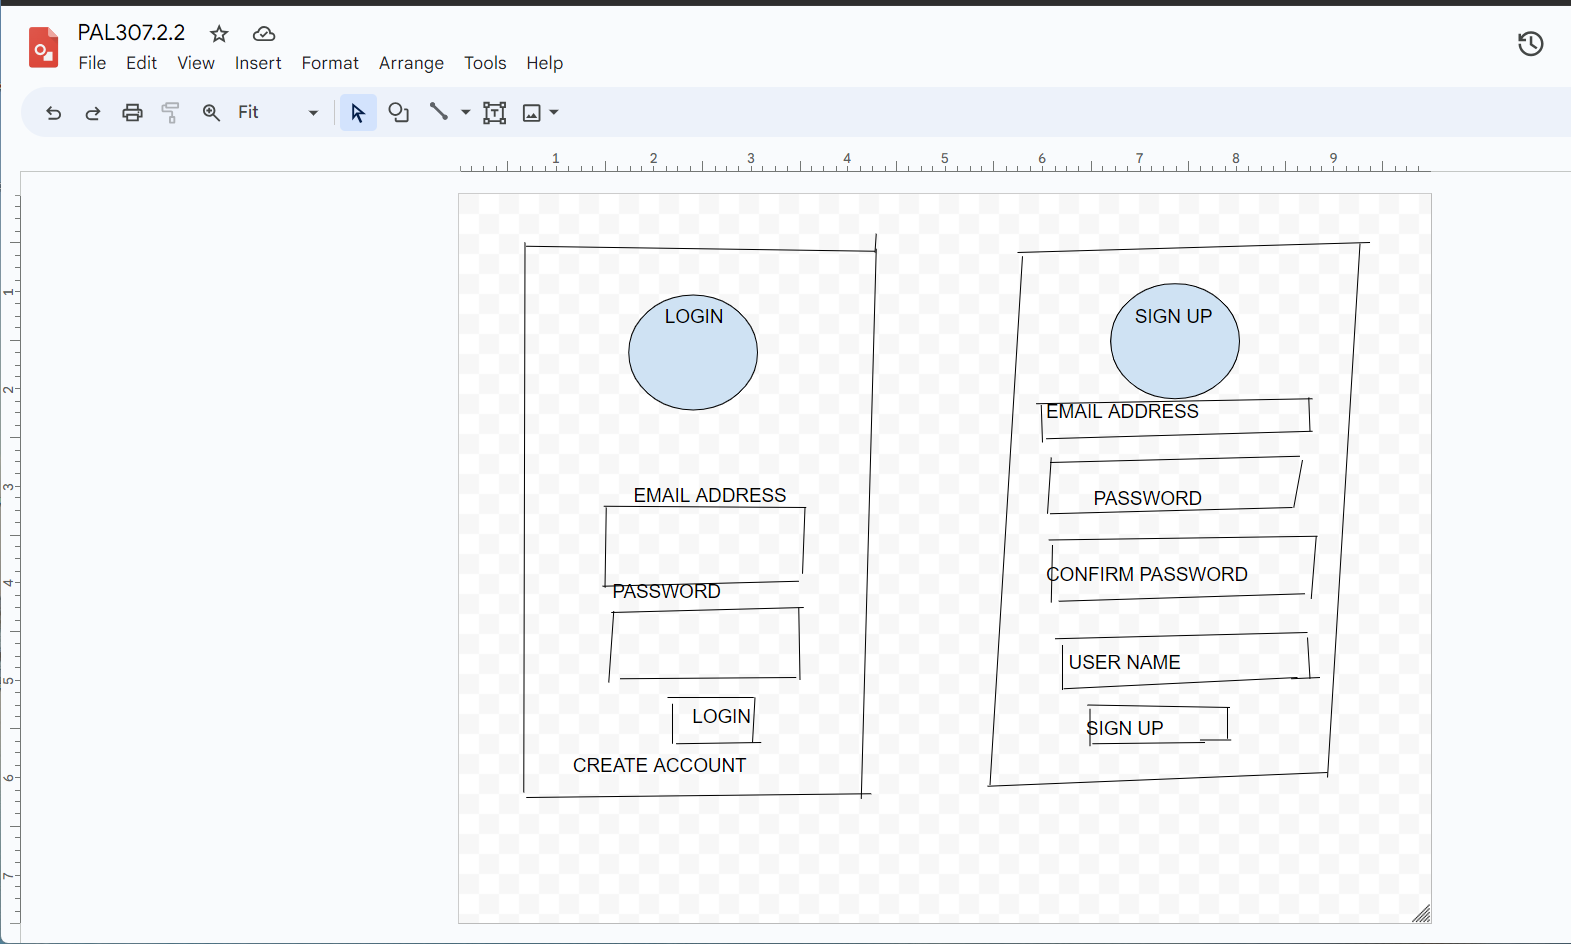 PAL307.2.2
File Edit View Insert Format Arrange Tools Help
Fit
1 2 3 4 5 6 7 8 9
1
2
3
4
5
6
7
LOGIN
EMAIL ADDRESS
PASSWORD
LOGIN
CREATE ACCOUNT
SIGN UP
EMAIL ADDRESS
PASSWORD
CONFIRM PASSWORD
USER NAME
SIGN UP